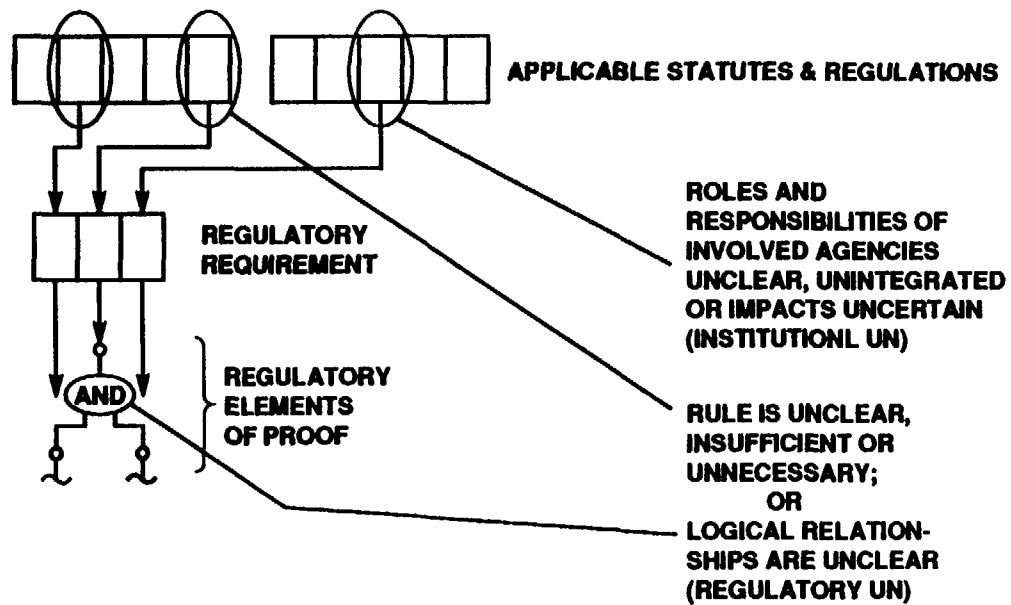 APPLICABLE STATUTES & REGULATIONS
ROLES AND
RESPONSIBILITIES OF
INVOLVED AGENCIES
UNCLEAR, UNINTEGRATED
OR IMPACTS UNCERTAIN
(INSTITUTIONL UN)
REGULATORY
REQUIREMENT
REGULATORY
ELEMENTS
OF PROOF
AND
RULE IS UNCLEAR,
INSUFFICIENT OR
UNNECESSARY;
OR
LOGICAL RELATION-
SHIPS ARE UNCLEAR
(REGULATORY UN)